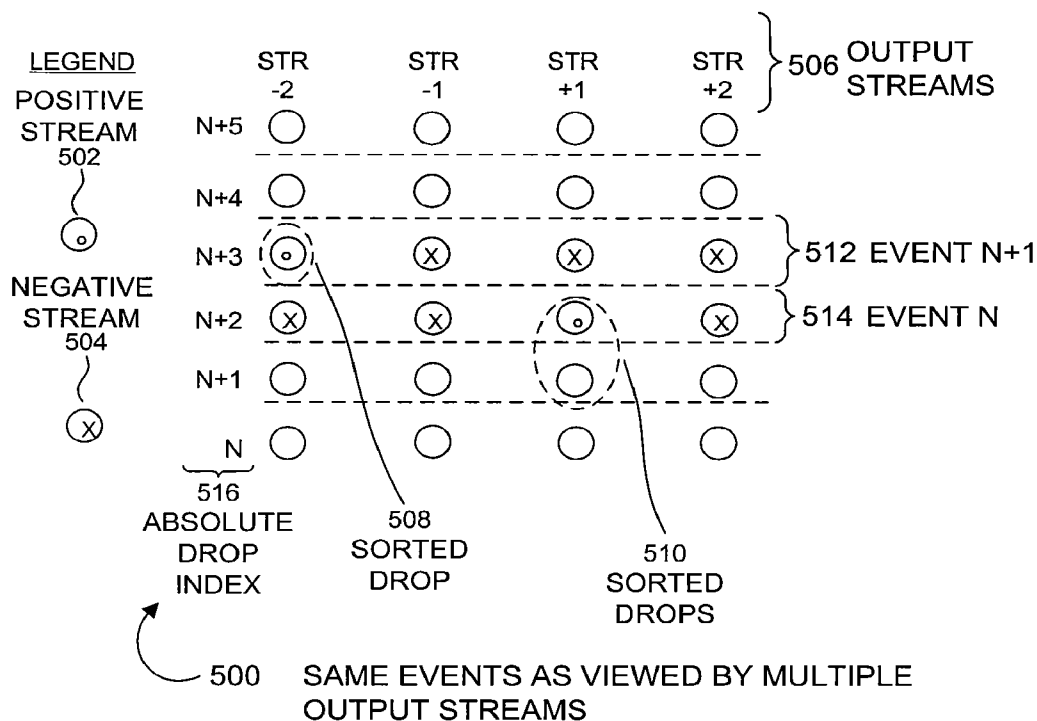 LEGEND
POSITIVE
STREAM
502
NEGATIVE
STREAM
504
X
STR
-2
STR
-1
STR
+1
STR
+2
506 OUTPUT
STREAMS
N+5
N+4
N+3 X X X
512 EVENT N+1
N+2 X X X
514 EVENT N
N+1
N
516
ABSOLUTE
DROP
INDEX
508
SORTED
DROP
510
SORTED
DROPS
500 SAME EVENTS AS VIEWED BY MULTIPLE
OUTPUT STREAMS